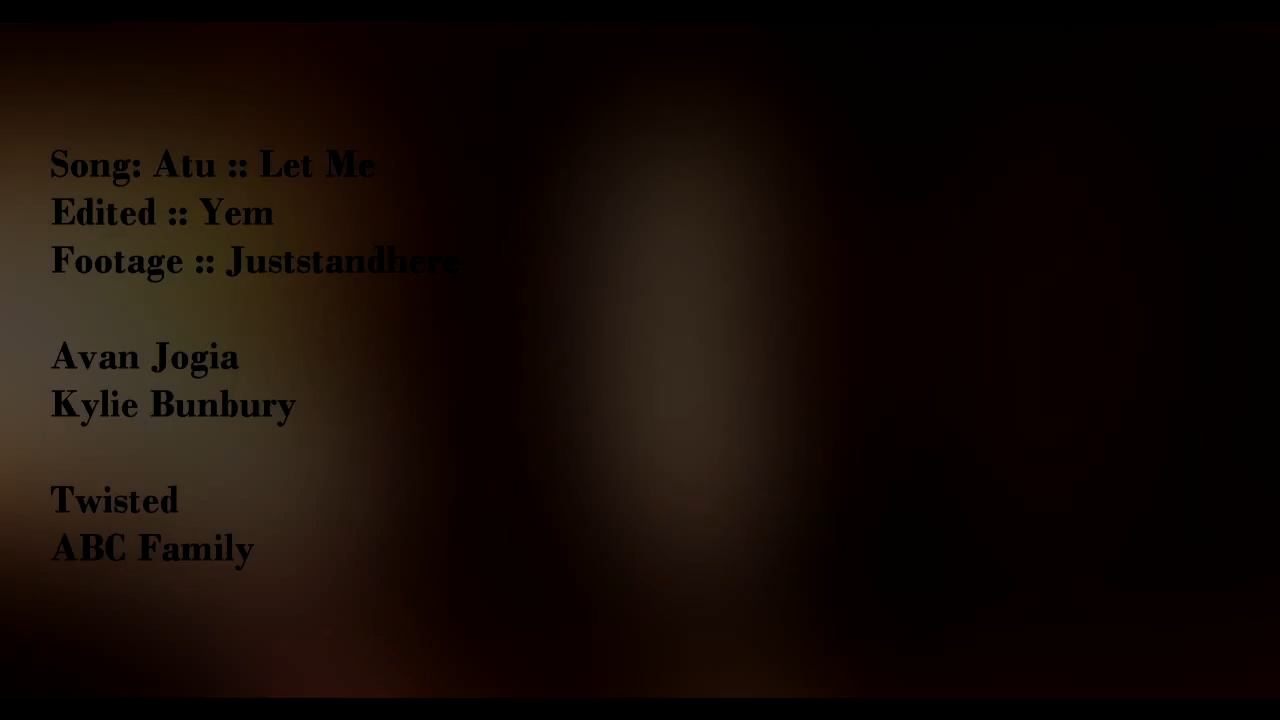 Song: Atu :: Let Me
Edited :: Yem
Footage :: Juststandhere
Avan Jogia
Kylie Bunbury
Twisted
ABC Family